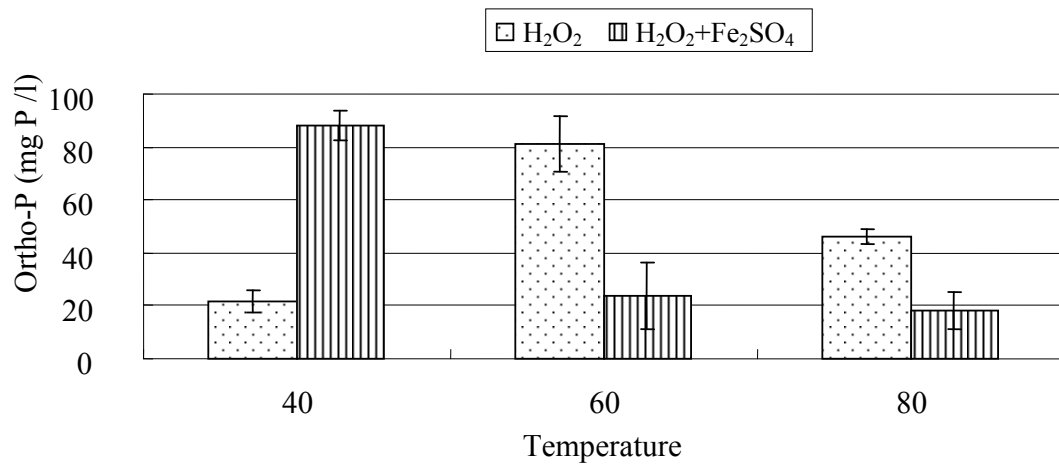 H₂O₂ H₂O₂+Fe₂SO₄
Ortho-P (mg P /l)
100
80
60
40
20
0
40 60 80
Temperature